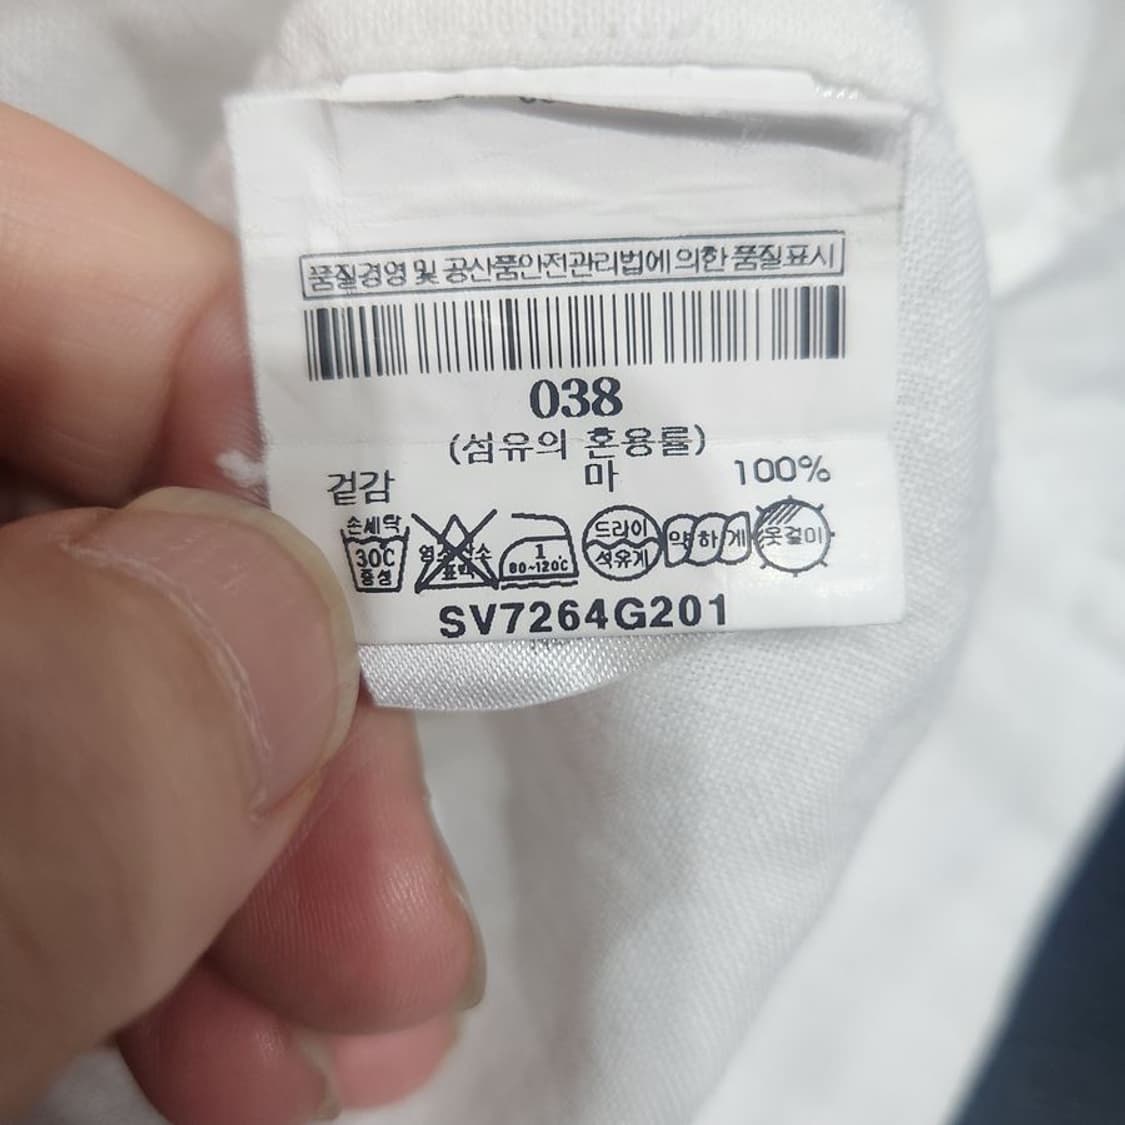 품질경영 및 공산품안전관리법에 의한 품질표시
038
(섬유의 혼용률)
겉감 마 100%
손세탁 30℃ 중성
염소 표백
1 80~120℃
드라이 석유계
약하게
옷걸이
SV7264G201